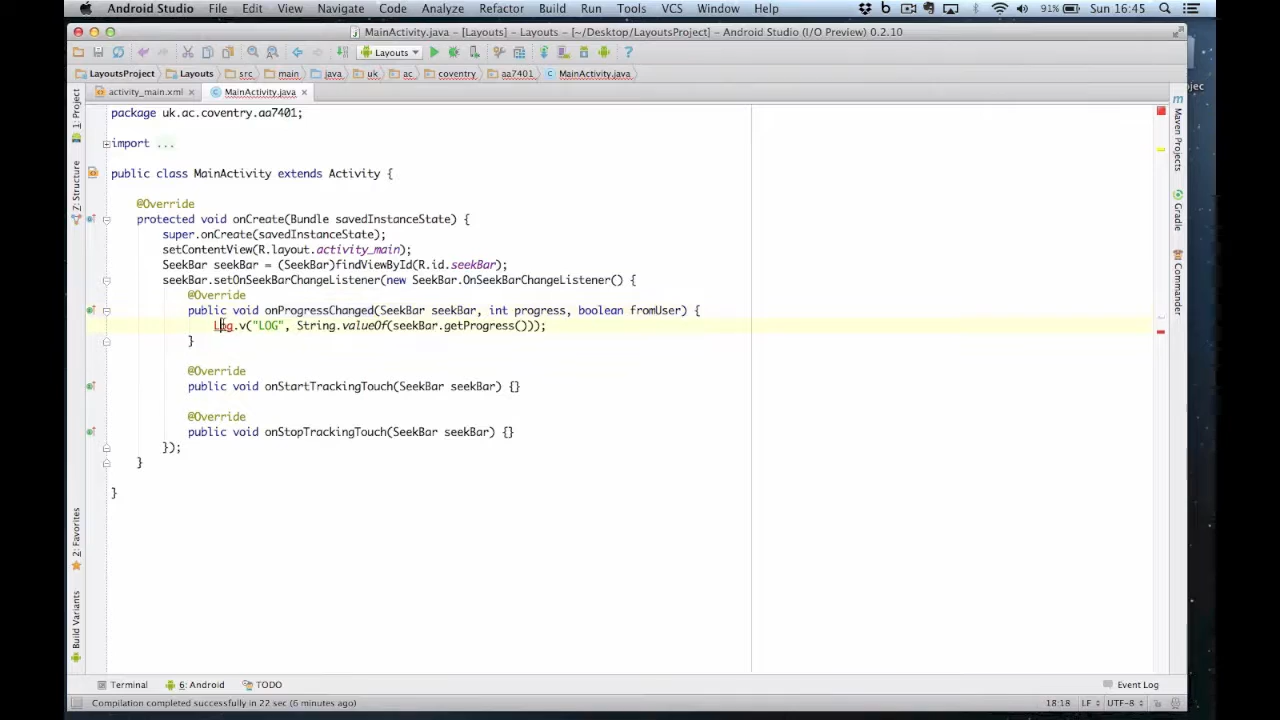 Android Studio File Edit View Navigate Code Analyze Refactor Build Run Tools VCS Window Help 91% Sun 16:45
MainActivity.java - [Layouts] - Layouts - [~/Desktop/LayoutsProject] - Android Studio (I/O Preview) 0.2.10
Layouts
LayoutsProject Layouts src main java uk ac coventry aa7401 MainActivity.java
activity_main.xml MainActivity.java
1: Project
Z: Structure
2: Favorites
Build Variants
package uk.ac.coventry.aa7401;
import ...
public class MainActivity extends Activity {
@Override
protected void onCreate(Bundle savedInstanceState) {
super.onCreate(savedInstanceState);
setContentView(R.layout.activity_main);
SeekBar seekBar = (SeekBar)findViewById(R.id.seekBar);
seekBar.setOnSeekBarChangeListener(new SeekBar.OnSeekBarChangeListener() {
@Override
public void onProgressChanged(SeekBar seekBar, int progress, boolean fromUser) {
Log.v("LOG", String.valueOf(seekBar.getProgress()));
}
@Override
public void onStartTrackingTouch(SeekBar seekBar) {}
@Override
public void onStopTrackingTouch(SeekBar seekBar) {}
});
}
}
Maven Projects
Gradle
Commander
Terminal 6: Android TODO Event Log
Compilation completed successfully in 22 sec (6 minutes ago) 18:18 LF UTF-8